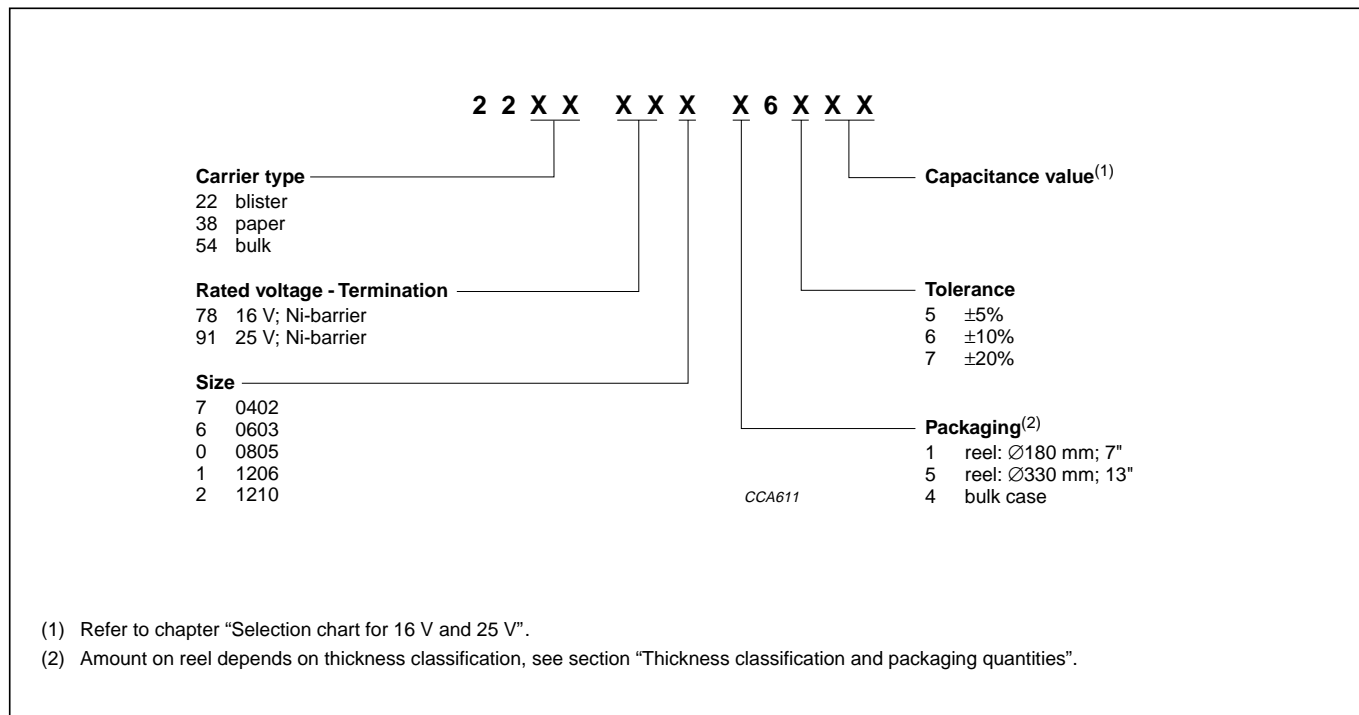 2 2 X X X X X X 6 X X X
Carrier type
22 blister
38 paper
54 bulk
Rated voltage - Termination
78 16 V; Ni-barrier
91 25 V; Ni-barrier
Size
7 0402
6 0603
0 0805
1 1206
2 1210
Capacitance value(1)
Tolerance
5 ±5%
6 ±10%
7 ±20%
Packaging(2)
1 reel: ∅180 mm; 7"
5 reel: ∅330 mm; 13"
4 bulk case
CCA611
(1) Refer to chapter “Selection chart for 16 V and 25 V”.
(2) Amount on reel depends on thickness classification, see section “Thickness classification and packaging quantities”.